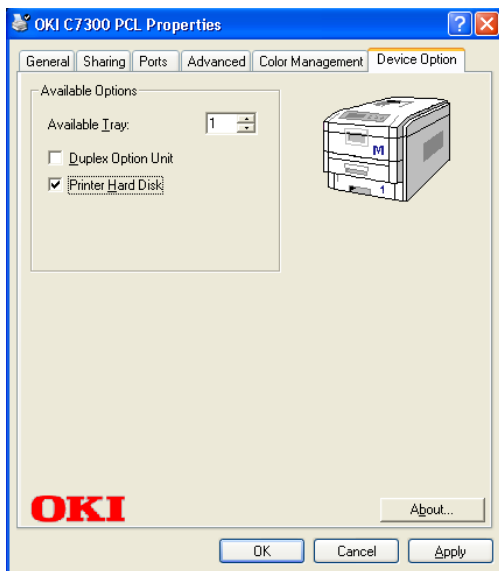 OKI C7300 PCL Properties
General Sharing Ports Advanced Color Management Device Option
Available Options
Available Tray: 1
Duplex Option Unit
Printer Hard Disk
M
1
OKI
About...
OK Cancel Apply